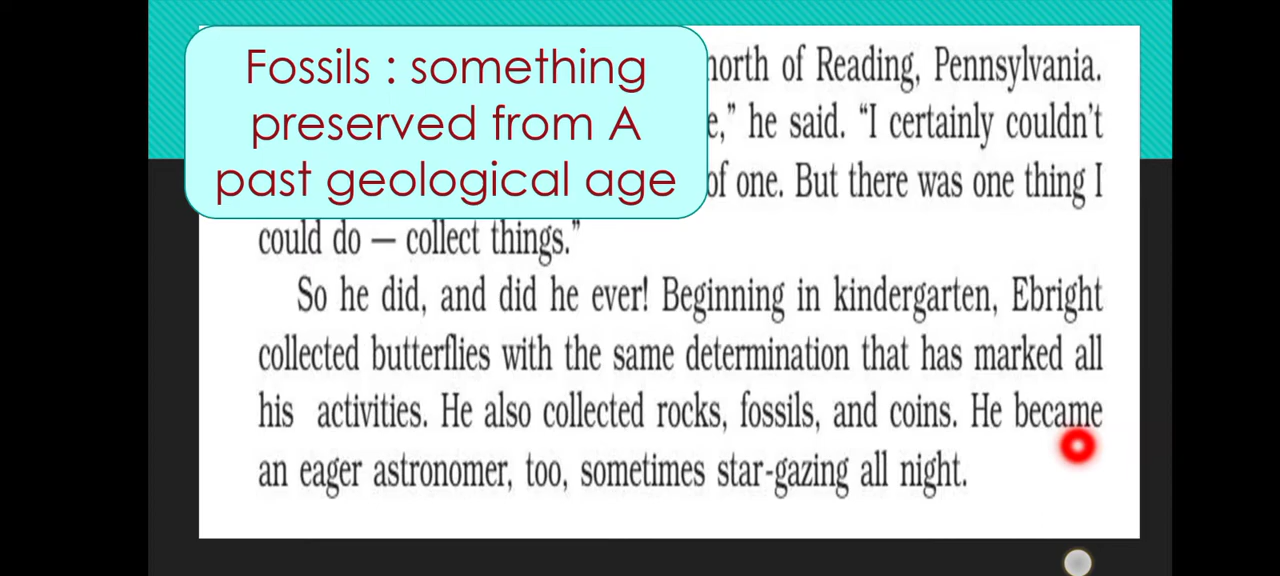 Fossils : something
preserved from A
past geological age
north of Reading, Pennsylvania.
e,” he said. “I certainly couldn’t
of one. But there was one thing I
could do — collect things.”
So he did, and did he ever! Beginning in kindergarten, Ebright
collected butterflies with the same determination that has marked all
his activities. He also collected rocks, fossils, and coins. He became
an eager astronomer, too, sometimes star-gazing all night.